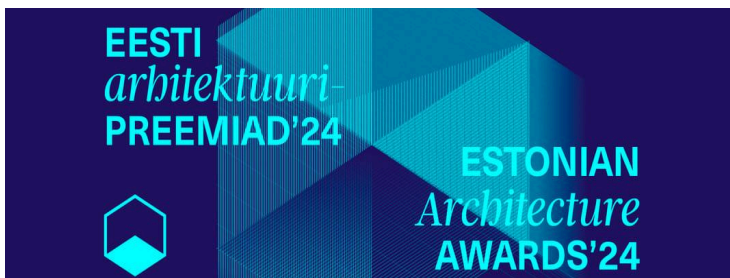 EESTI
arhitektuuri-
PREEMIAD'24
ESTONIAN
Architecture
AWARDS'24